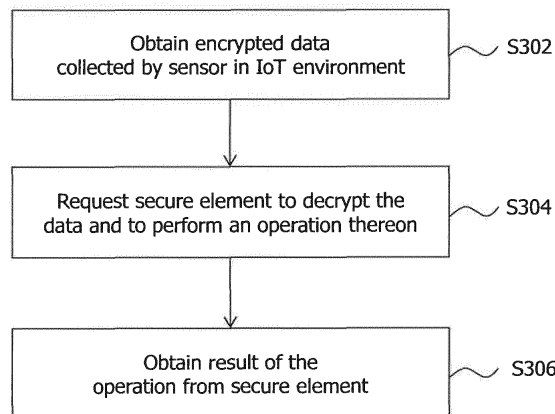 Obtain encrypted data
collected by sensor in IoT environment
S302
Request secure element to decrypt the
data and to perform an operation thereon
S304
Obtain result of the
operation from secure element
S306